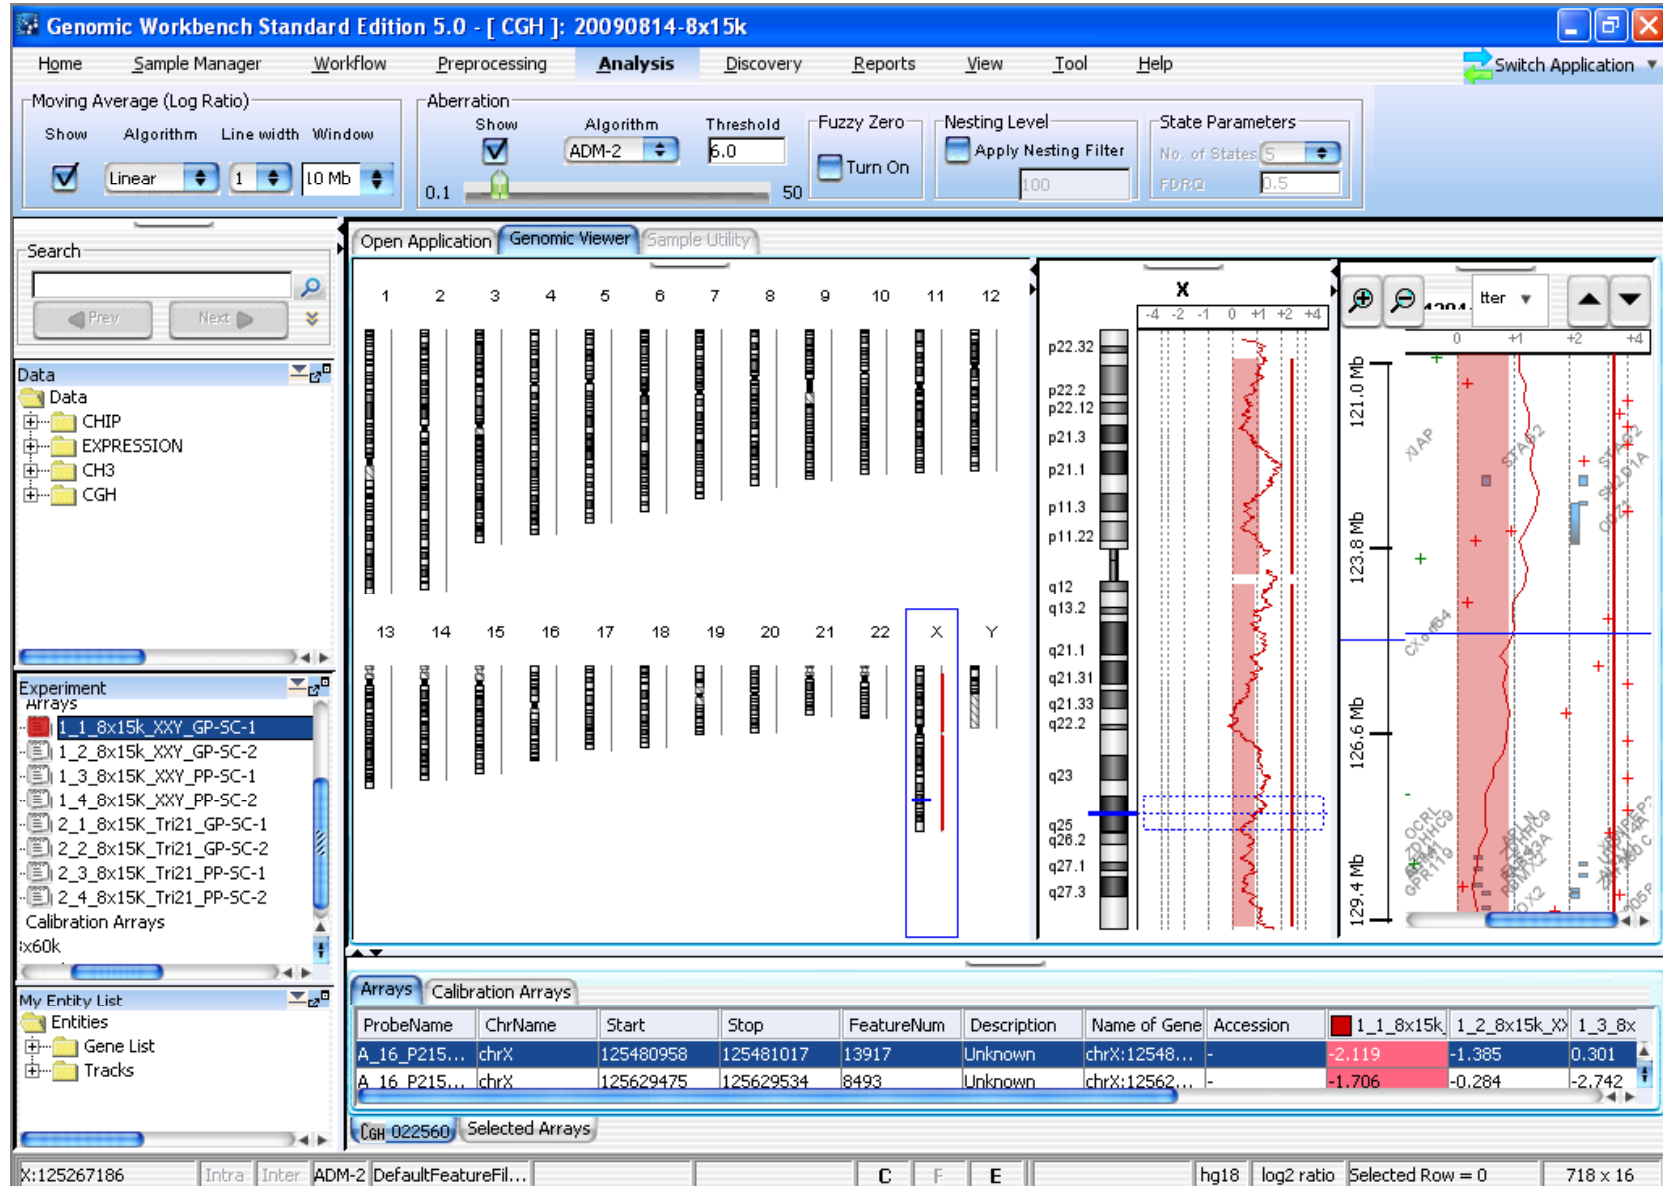 Genomic Workbench Standard Edition 5.0 - [ CGH ]: 20090814-8x15k
Home Sample Manager Workflow Preprocessing Analysis Discovery Reports View Tool Help Switch Application
Moving Average (Log Ratio)
Show Algorithm Line width Window
Linear 1 10 Mb
Aberration
Show Algorithm Threshold
ADM-2 6.0
0.1 50
Fuzzy Zero
Turn On
Nesting Level
Apply Nesting Filter
100
State Parameters
No. of States 5
FDRQ 0.5
Search
Prev Next
Data
Data
CHIP
EXPRESSION
CH3
CGH
Experiment
Arrays
1_1_8x15k_XXY_GP-SC-1
1_2_8x15K_XXY_GP-SC-2
1_3_8x15K_XXY_PP-SC-1
1_4_8x15K_XXY_PP-SC-2
2_1_8x15K_Tri21_GP-SC-1
2_2_8x15K_Tri21_GP-SC-2
2_3_8x15K_Tri21_PP-SC-1
2_4_8x15K_Tri21_PP-SC-2
Calibration Arrays
x60k
My Entity List
Entities
Gene List
Tracks
Open Application Genomic Viewer Sample Utility
1 2 3 4 5 6 7 8 9 10 11 12
13 14 15 16 17 18 19 20 21 22 X Y
X
-4 -2 -1 0 +1 +2 +4
p22.32
p22.2
p22.12
p21.3
p21.1
p11.3
p11.22
q12
q13.2
q21.1
q21.31
q21.33
q22.2
q23
q25
q26.2
q27.1
q27.3
tter
0 +1 +2 +4
121.0 Mb
123.8 Mb
126.6 Mb
129.4 Mb
XIAP
STAG2
STAG2
SH2D1A
ODZ1
CXorf64
OCRL
GPR119
Arrays Calibration Arrays
ProbeName ChrName Start Stop FeatureNum Description Name of Gene Accession 1_1_8x15k_ 1_2_8x15k_XX 1_3_8x
A_16_P215... chrX 125480958 125481017 13917 Unknown chrX:12548... - -2.119 -1.385 0.301
A_16_P215... chrX 125629475 125629534 8493 Unknown chrX:12562... - -1.706 -0.284 -2.742
CGH 022560 Selected Arrays
X:125267186 Intra Inter ADM-2 DefaultFeatureFil... C F E hg18 log2 ratio Selected Row = 0 718 x 16